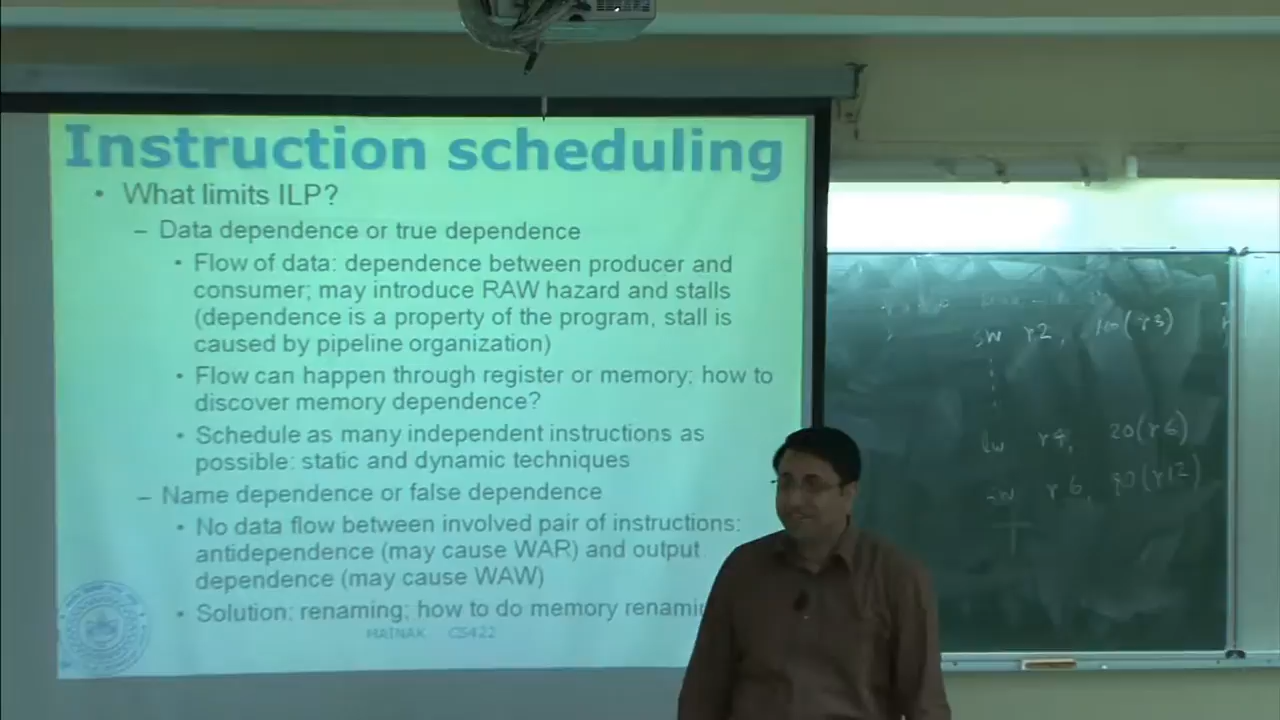 Instruction scheduling
• What limits ILP?
– Data dependence or true dependence
• Flow of data: dependence between producer and
consumer; may introduce RAW hazard and stalls
(dependence is a property of the program, stall is
caused by pipeline organization)
• Flow can happen through register or memory; how to
discover memory dependence?
• Schedule as many independent instructions as
possible: static and dynamic techniques
– Name dependence or false dependence
• No data flow between involved pair of instructions:
antidependence (may cause WAR) and output
dependence (may cause WAW)
• Solution: renaming; how to do memory
MAINAK CS422
sw r2, 100(r3)
lw r4, 20(r6)
r6, (r12)